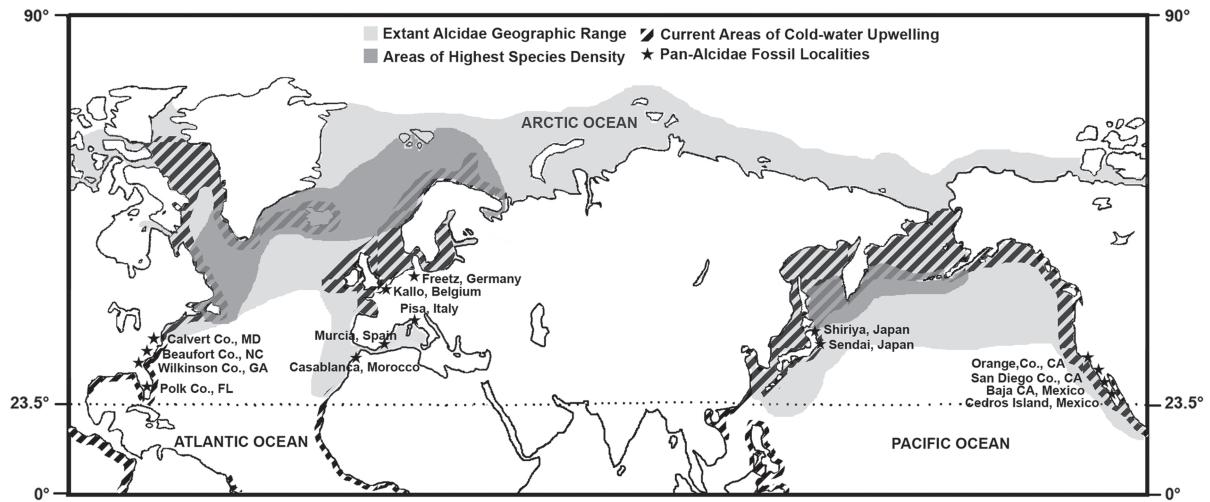 90°
90°
Extant Alcidae Geographic Range
Current Areas of Cold-water Upwelling
Areas of Highest Species Density
Pan-Alcidae Fossil Localities
ARCTIC OCEAN
Freetz, Germany
Kallo, Belgium
Pisa, Italy
Murcia, Spain
Casablanca, Morocco
Calvert Co., MD
Beaufort Co., NC
Wilkinson Co., GA
Polk Co., FL
Shiriya, Japan
Sendai, Japan
Orange,Co., CA
San Diego Co., CA
Baja CA, Mexico
Cedros Island, Mexico
23.5°
23.5°
ATLANTIC OCEAN
PACIFIC OCEAN
0°
0°